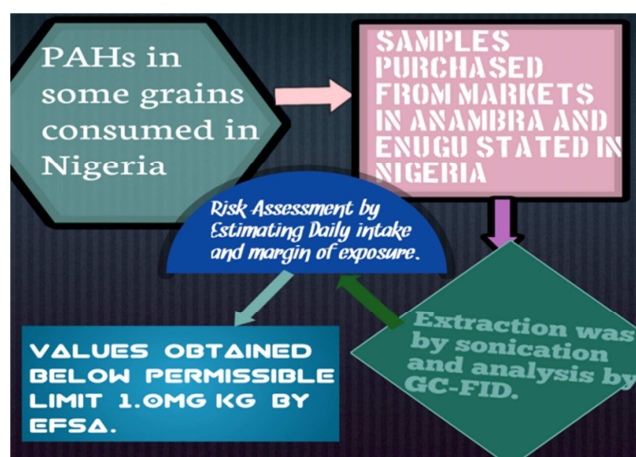 PAHs in
some grains
consumed in
Nigeria
SAMPLES
PURCHASED
FROM MARKETS
IN ANAMBRA AND
ENUGU STATED IN
NIGERIA
Extraction was
by sonication
and analysis by
GC-FID.
Risk Assessment by
Estimating Daily intake
and margin of exposure.
VALUES OBTAINED
BELOW PERMISSIBLE
LIMIT 1.0MG KG BY
EFSA.